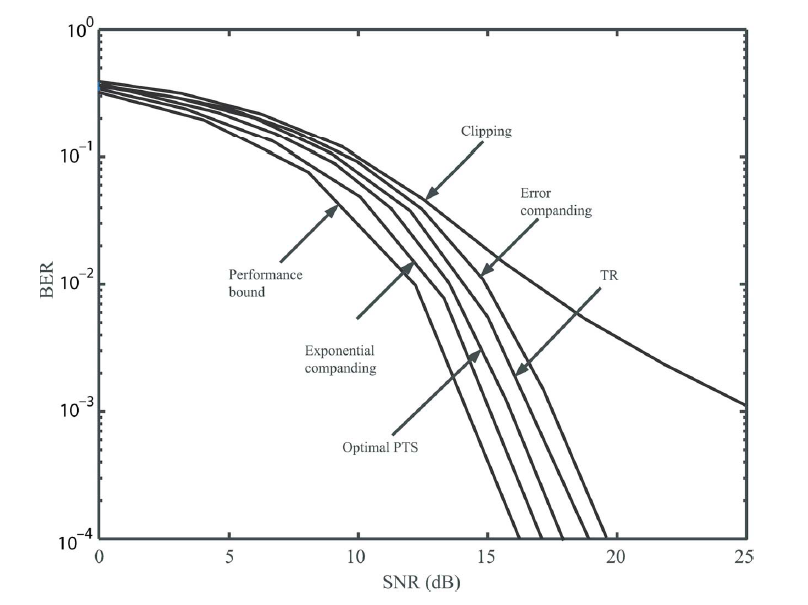 10^0
10^-1
10^-2
10^-3
10^-4
BER
Clipping
Error
companding
Performance
bound
TR
Exponential
companding
Optimal PTS
0
5
10
15
20
25
SNR (dB)